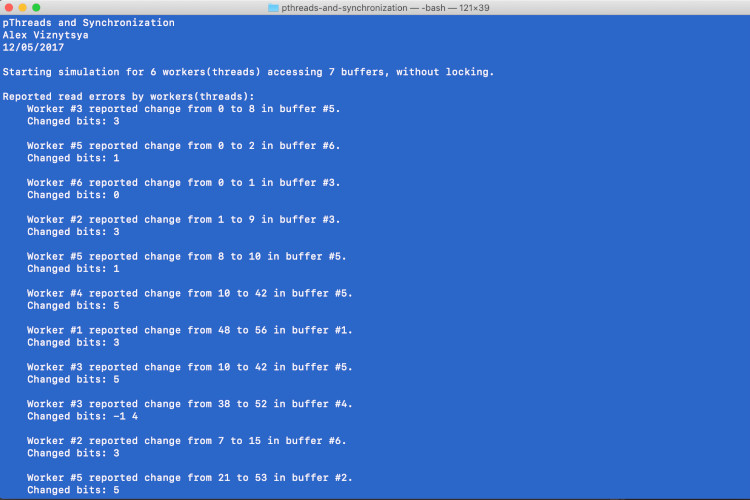 pthreads-and-synchronization — -bash — 121×39
pThreads and Synchronization
Alex Viznytsya
12/05/2017
Starting simulation for 6 workers(threads) accessing 7 buffers, without locking.
Reported read errors by workers(threads):
Worker #3 reported change from 0 to 8 in buffer #5.
Changed bits: 3
Worker #5 reported change from 0 to 2 in buffer #6.
Changed bits: 1
Worker #6 reported change from 0 to 1 in buffer #3.
Changed bits: 0
Worker #2 reported change from 1 to 9 in buffer #3.
Changed bits: 3
Worker #5 reported change from 8 to 10 in buffer #5.
Changed bits: 1
Worker #4 reported change from 10 to 42 in buffer #5.
Changed bits: 5
Worker #1 reported change from 48 to 56 in buffer #1.
Changed bits: 3
Worker #3 reported change from 10 to 42 in buffer #5.
Changed bits: 5
Worker #3 reported change from 38 to 52 in buffer #4.
Changed bits: -1 4
Worker #2 reported change from 7 to 15 in buffer #6.
Changed bits: 3
Worker #5 reported change from 21 to 53 in buffer #2.
Changed bits: 5